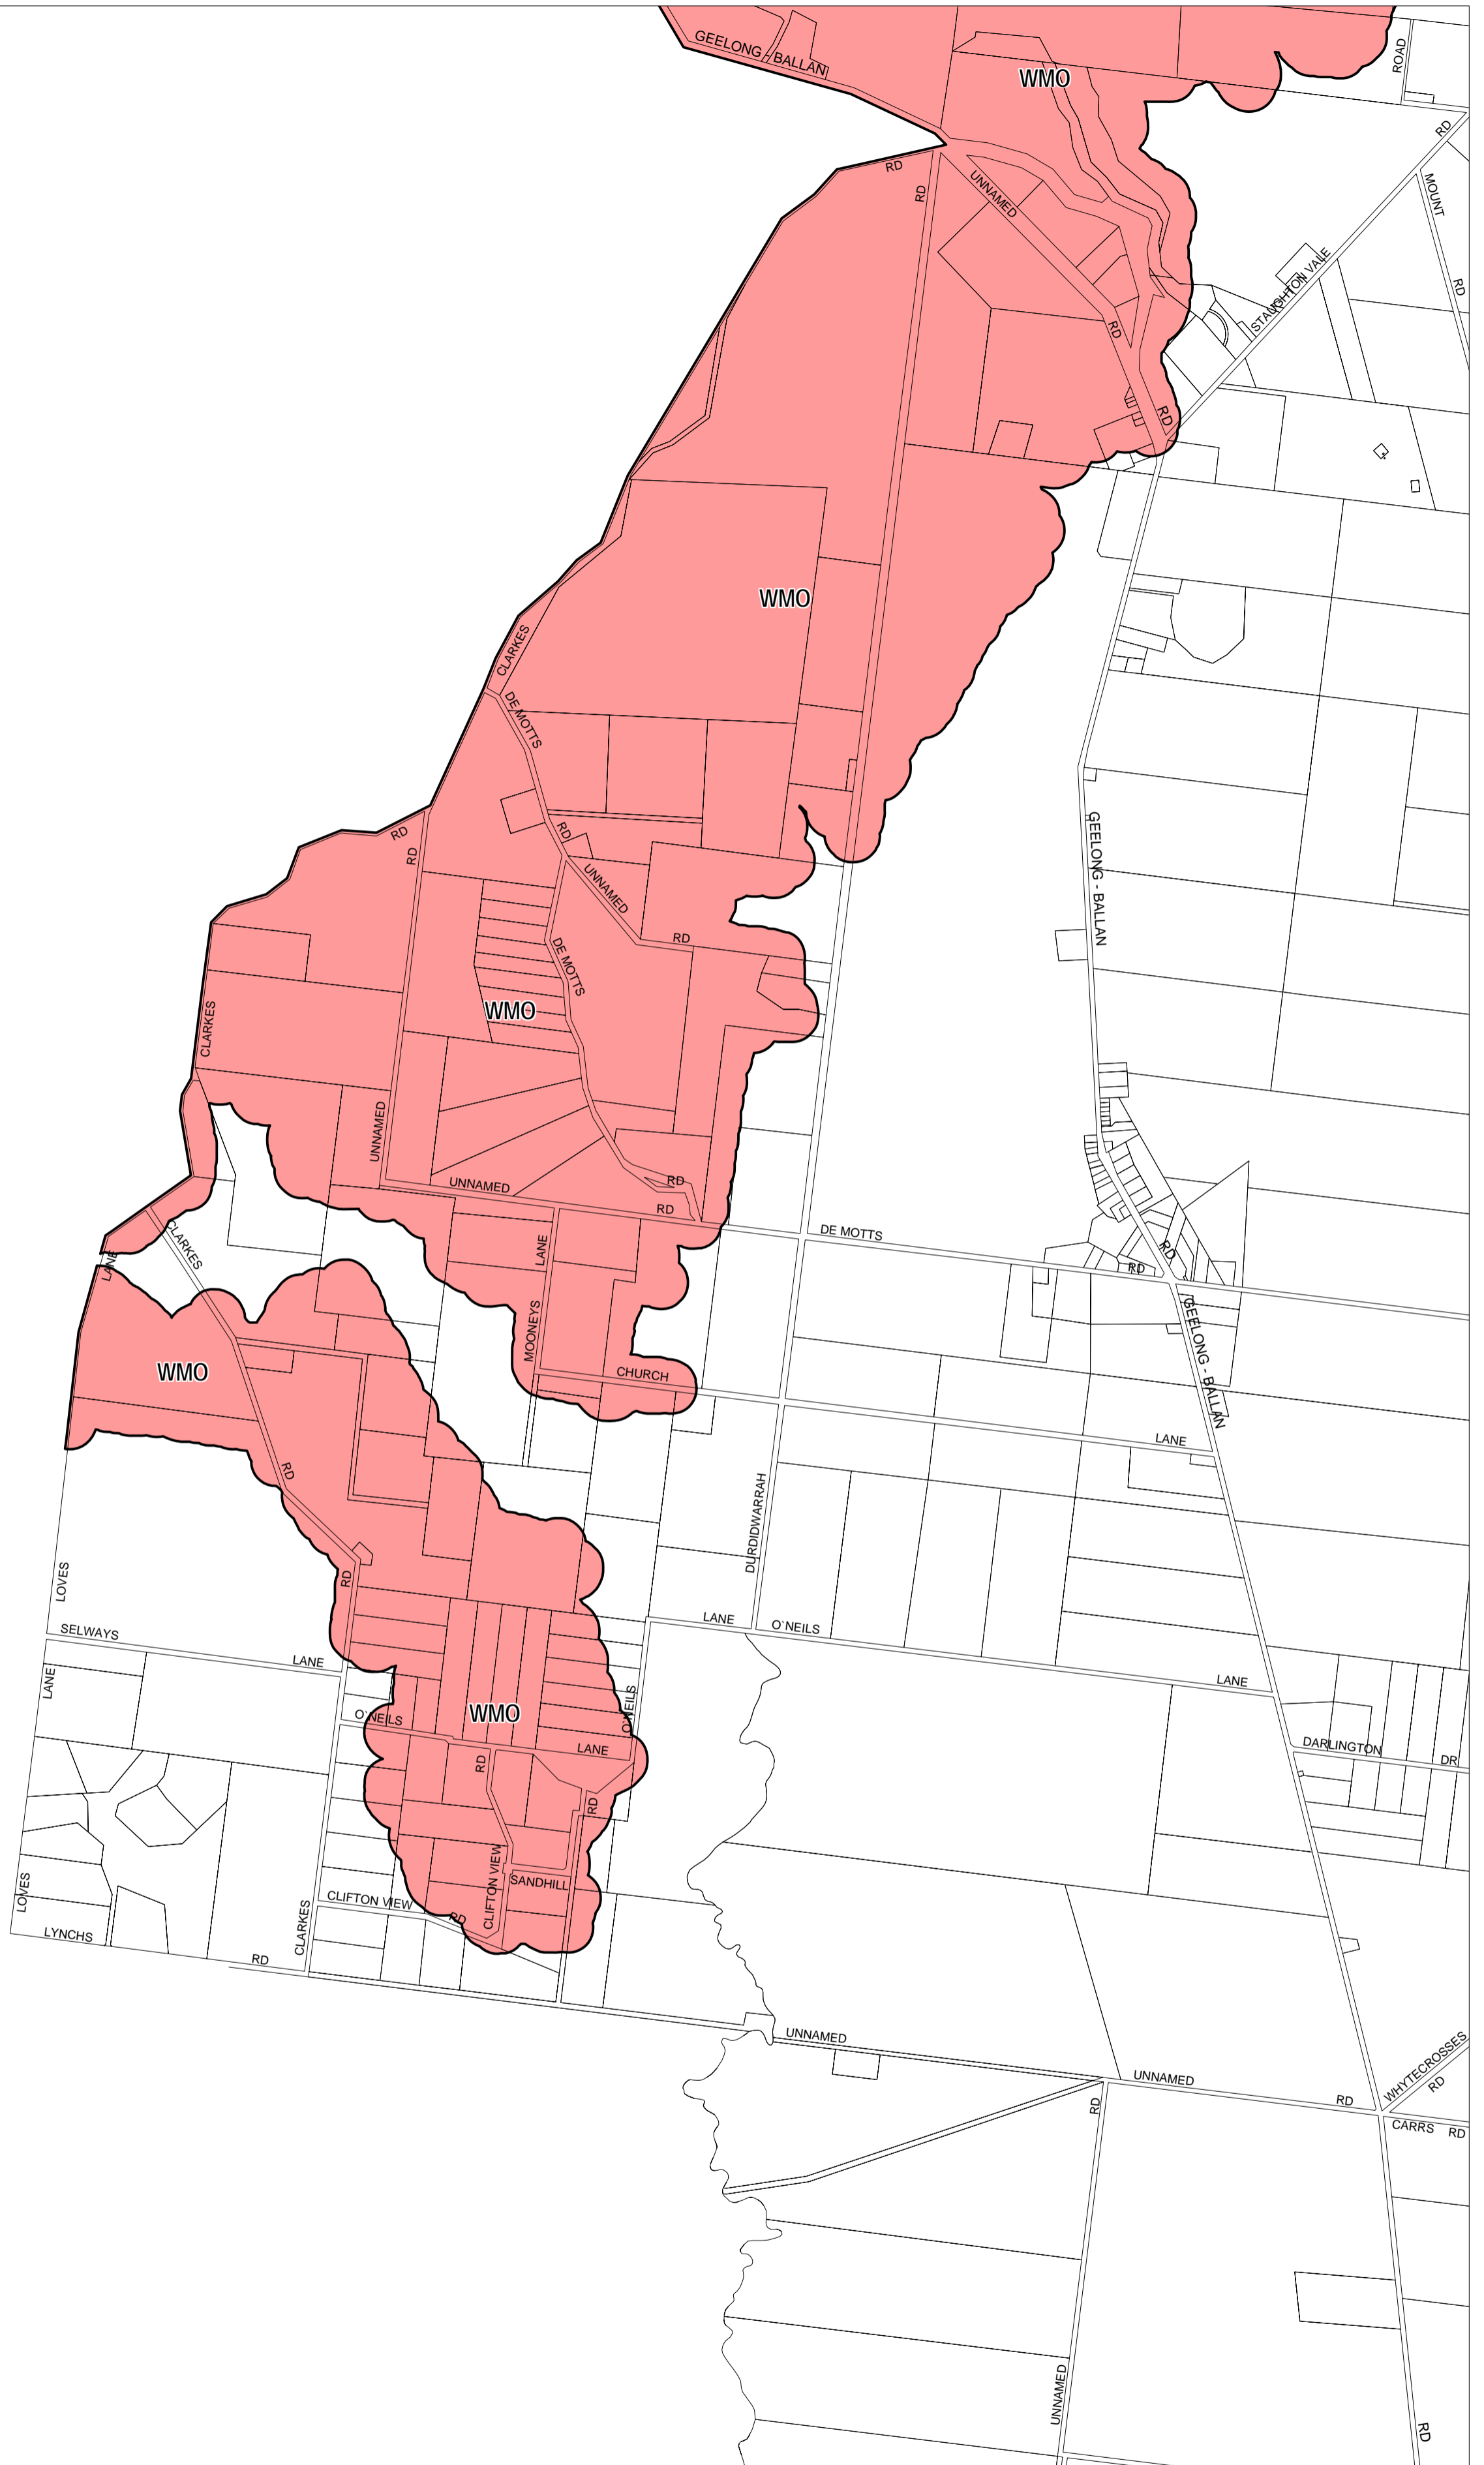 GEELONG - BALLAN
ROAD
WMO
RD
RD
RD
UNNAMED
MOUNT
RD
STAUGHTON VALE
RD
RD
WMO
CLARKES
DE MOTTS
RD
RD
RD
UNNAMED
RD
GEELONG - BALLAN
DE MOTTS
WMO
CLARKES
UNNAMED
RD
UNNAMED
RD
DE MOTTS
RD
RD
LANE
CLARKES
LANE
GEELONG - BALLAN
MOONEYS
WMO
CHURCH
LANE
RD
DURDIDWARRAH
RD
LOVES
LANE
O'NEILS
SELWAYS
LANE
LANE
LANE
O'NEILS
WMO
O'NEILS
LANE
DARLINGTON
DR
RD
RD
CLIFTON VIEW
SANDHILL
LOVES
CLIFTON VIEW
RD
CLARKES
LYNCHS
RD
UNNAMED
WHYTECROSSES
RD
UNNAMED
RD
RD
CARRS RD
UNNAMED
RD